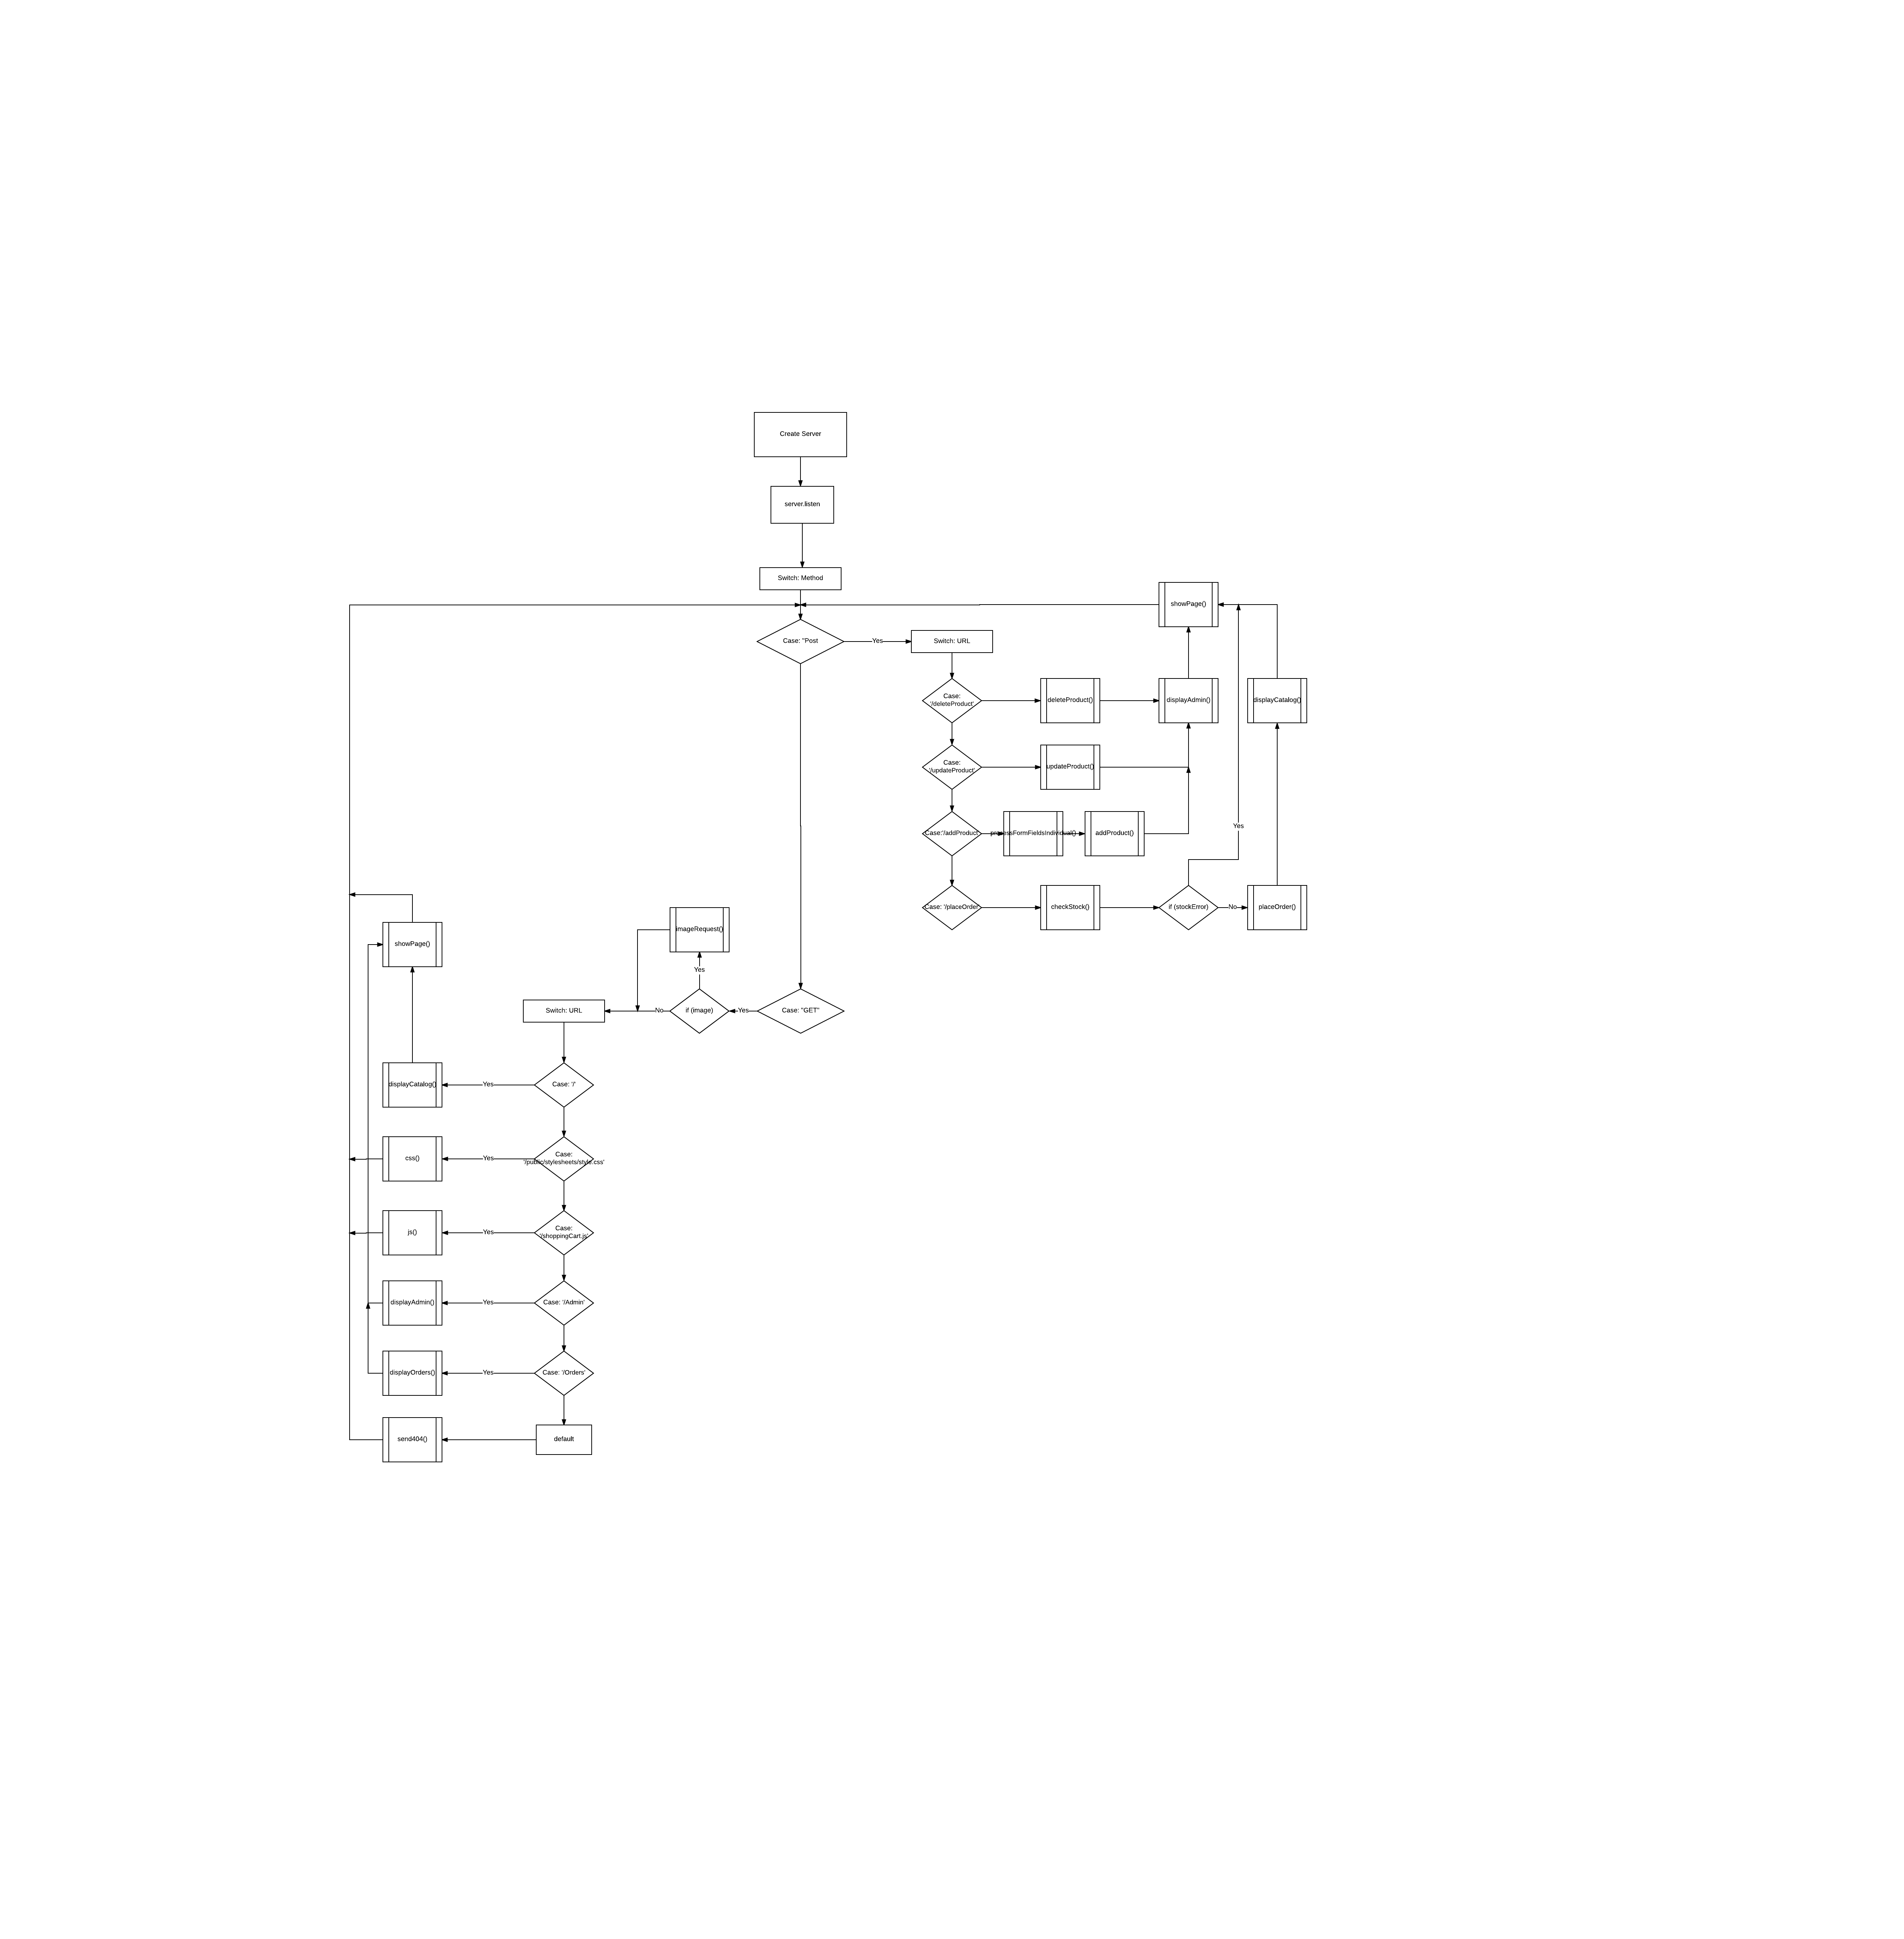 Create Server
server.listen
Switch: Method
showPage()
Case: "Post
Yes
Switch: URL
Case:
'/deleteProduct'
deleteProduct()
displayAdmin()
displayCatalog()
Case:
'/updateProduct'
updateProduct()
Yes
Case:'/addProduct'
processFormFieldsIndividual()
addProduct()
Case: '/placeOrder'
checkStock()
if (stockError)
No
placeOrder()
imageRequest()
showPage()
Yes
Switch: URL
No
if (image)
Yes
Case: "GET"
displayCatalog()
Yes
Case: '/'
css()
Yes
Case:
'/public/stylesheets/style.css'
js()
Yes
Case:
'/shoppingCart.js'
displayAdmin()
Yes
Case: '/Admin'
displayOrders()
Yes
Case: '/Orders'
send404()
default